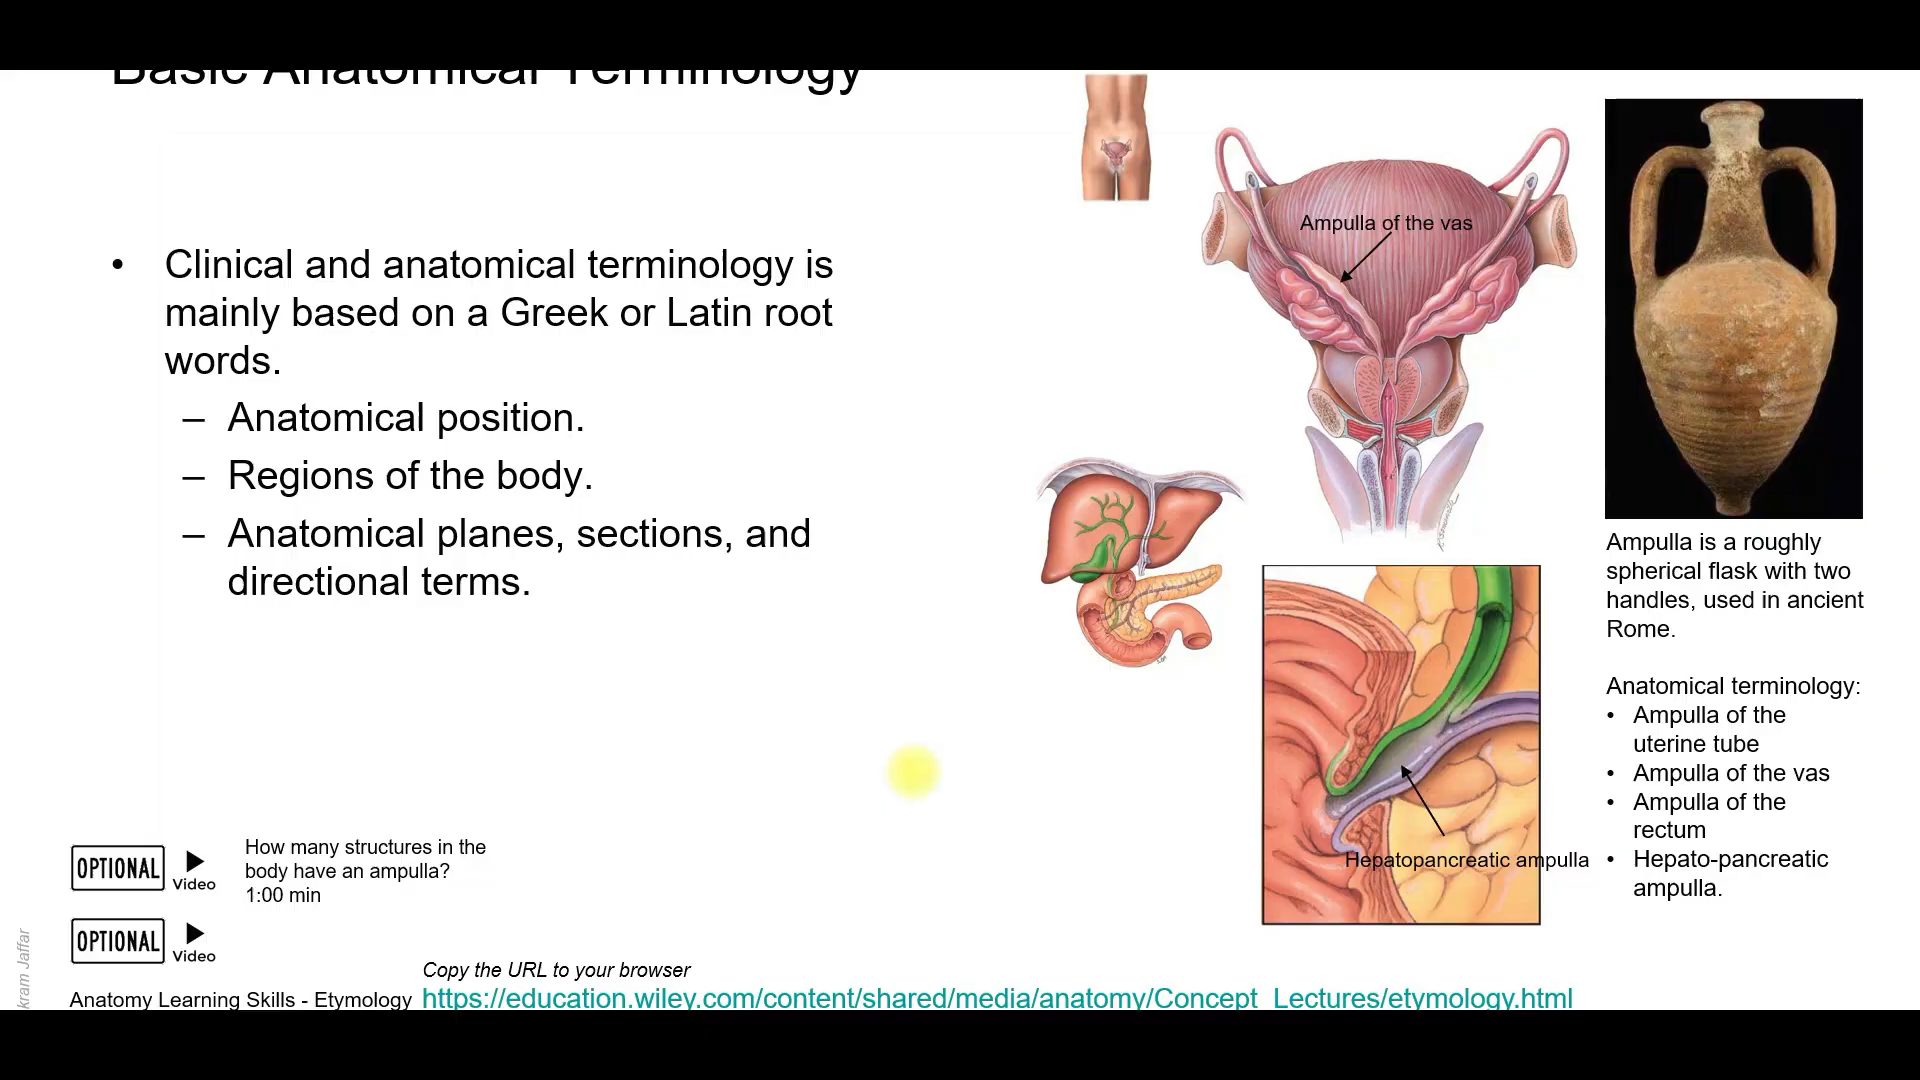 Basic Anatomical Terminology
• Clinical and anatomical terminology is
mainly based on a Greek or Latin root
words.
– Anatomical position.
– Regions of the body.
– Anatomical planes, sections, and
directional terms.
Ampulla of the vas
Hepatopancreatic ampulla
Ampulla is a roughly
spherical flask with two
handles, used in ancient
Rome.
Anatomical terminology:
• Ampulla of the
uterine tube
• Ampulla of the vas
• Ampulla of the
rectum
• Hepato-pancreatic
ampulla.
OPTIONAL
Video
How many structures in the
body have an ampulla?
1:00 min
OPTIONAL
Video
Copy the URL to your browser
Anatomy Learning Skills - Etymology
https://education.wiley.com/content/shared/media/anatomy/Concept_Lectures/etymology.html
kram Jaffar